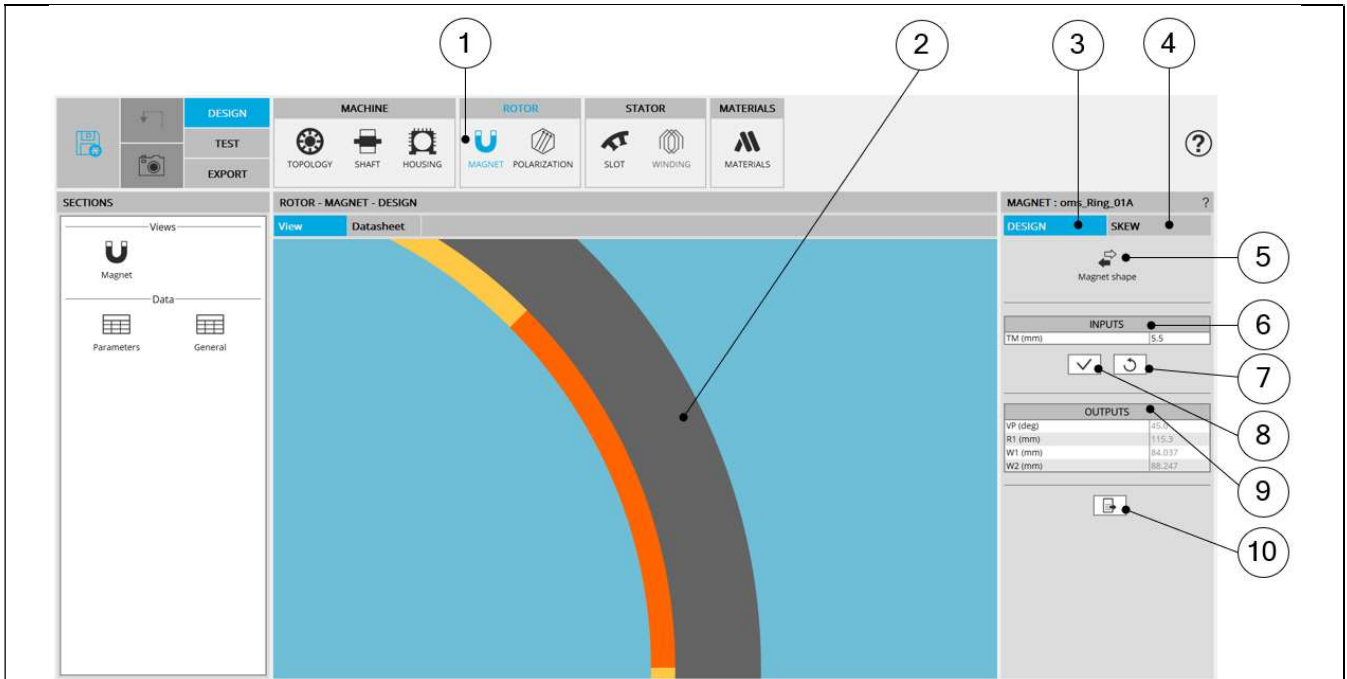 1
2
3
4
DESIGN
TEST
EXPORT
MACHINE
TOPOLOGY
SHAFT
HOUSING
ROTOR
MAGNET
POLARIZATION
STATOR
SLOT
WINDING
MATERIALS
MATERIALS
?
SECTIONS
Views
Magnet
Data
Parameters
General
ROTOR - MAGNET - DESIGN
View
Datasheet
MAGNET : oms_Ring_01A
?
DESIGN
SKEW
Magnet shape
5
INPUTS
6
TM (mm)
5.5
7
OUTPUTS
8
VP (deg)
45.0
R1 (mm)
115.3
W1 (mm)
84.037
W2 (mm)
88.247
9
10